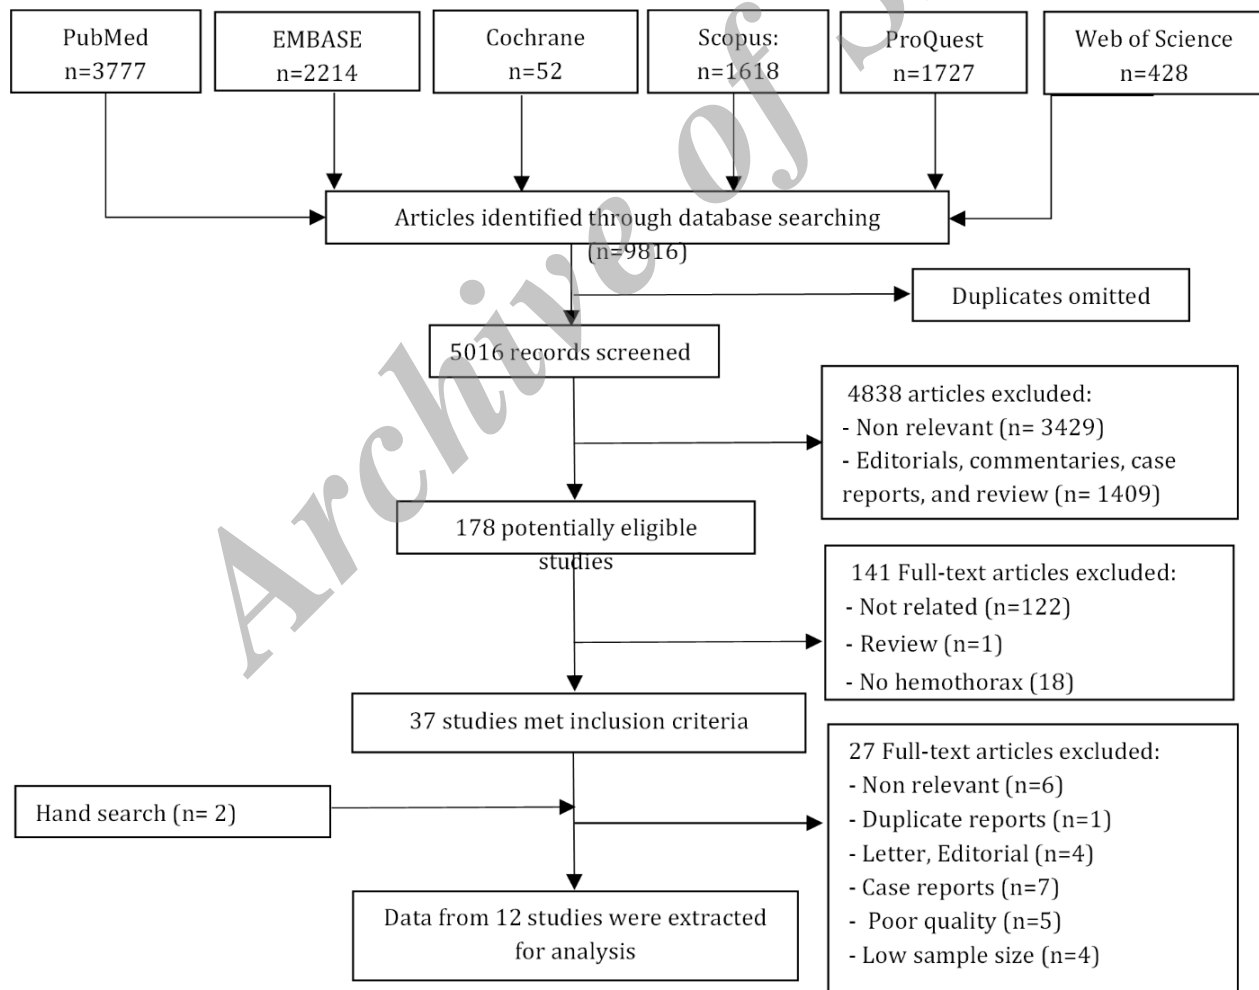 PubMed
n=3777
EMBASE
n=2214
Cochrane
n=52
Scopus:
n=1618
ProQuest
n=1727
Web of Science
n=428
Articles identified through database searching
(n=9816)
Duplicates omitted
5016 records screened
4838 articles excluded:
- Non relevant (n= 3429)
- Editorials, commentaries, case
reports, and review (n= 1409)
178 potentially eligible
studies
141 Full-text articles excluded:
- Not related (n=122)
- Review (n=1)
- No hemothorax (18)
37 studies met inclusion criteria
27 Full-text articles excluded:
- Non relevant (n=6)
- Duplicate reports (n=1)
- Letter, Editorial (n=4)
- Case reports (n=7)
- Poor quality (n=5)
- Low sample size (n=4)
Hand search (n= 2)
Data from 12 studies were extracted
for analysis
Archive of